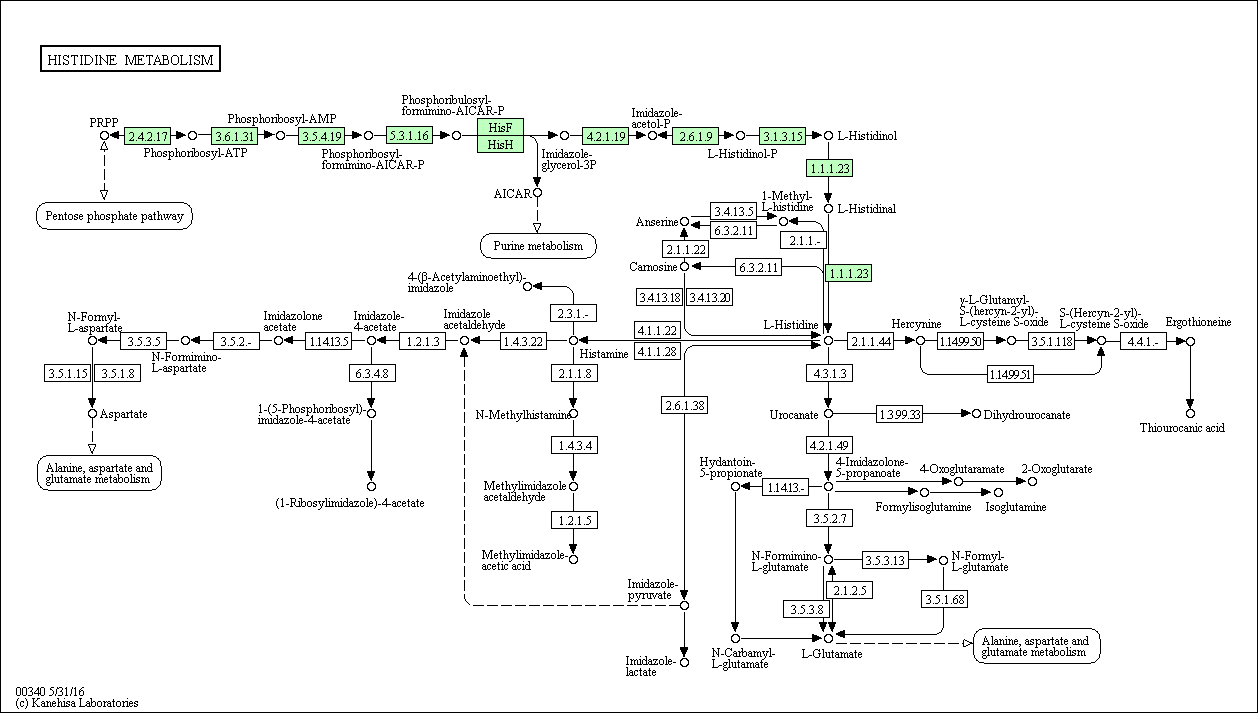 HISTIDINE METABOLISM
Phosphoribulosyl-
formimino-AICAR-P
PRPP
Phosphoribosyl-AMP
Imidazole-
acetol-P
2.4.2.17
3.6.1.31
3.5.4.19
5.3.1.16
HisF
HisH
4.2.1.19
2.6.1.9
3.1.3.15
L-Histidinol
Phosphoribosyl-ATP
Phosphoribosyl-
formimino-AICAR-P
Imidazole-
glycerol-3P
L-Histidinol-P
1.1.1.23
AICAR
1-Methyl-
L-histidine
L-Histidinal
Pentose phosphate pathway
Purine metabolism
Anserine
3.4.13.5
6.3.2.11
2.1.1.-
2.1.1.22
Carnosine
6.3.2.11
1.1.1.23
4-(β-Acetylaminoethyl)-
imidazole
3.4.13.18
3.4.13.20
2.3.1.-
N-Formyl-
L-aspartate
Imidazolone
acetate
Imidazole-
4-acetate
Imidazole
acetaldehyde
4.1.1.22
L-Histidine
Hercynine
γ-L-Glutamyl-
S-(hercyn-2-yl)-
L-cysteine S-oxide
S-(Hercyn-2-yl)-
L-cysteine S-oxide
Ergothioneine
3.5.3.5
3.5.2.-
1.14.13.5
1.2.1.3
1.4.3.22
Histamine
4.1.1.28
2.1.1.44
1.14.99.50
3.5.1.118
4.4.1.-
N-Formimino-
L-aspartate
3.5.1.15
3.5.1.8
6.3.4.8
2.1.1.8
4.3.1.3
1.14.99.51
Aspartate
1-(5-Phosphoribosyl)-
imidazole-4-acetate
N-Methylhistamine
2.6.1.38
Urocanate
1.3.99.33
Dihydrourocanate
Thiourocanic acid
1.4.3.4
4.2.1.49
Alanine, aspartate and
glutamate metabolism
(1-Ribosylimidazole)-4-acetate
Methylimidazole
acetaldehyde
Hydantoin-
5-propionate
4-Imidazolone-
5-propanoate
4-Oxoglutaramate
2-Oxoglutarate
1.14.13.-
Formylisoglutamine
Isoglutamine
1.2.1.5
3.5.2.7
Methylimidazole-
acetic acid
N-Formimino-
L-glutamate
3.5.3.13
N-Formyl-
L-glutamate
Imidazole-
pyruvate
2.1.2.5
3.5.3.8
3.5.1.68
N-Carbamyl-
L-glutamate
L-Glutamate
Alanine, aspartate and
glutamate metabolism
Imidazole-
lactate
00340 5/31/16
(c) Kanehisa Laboratories